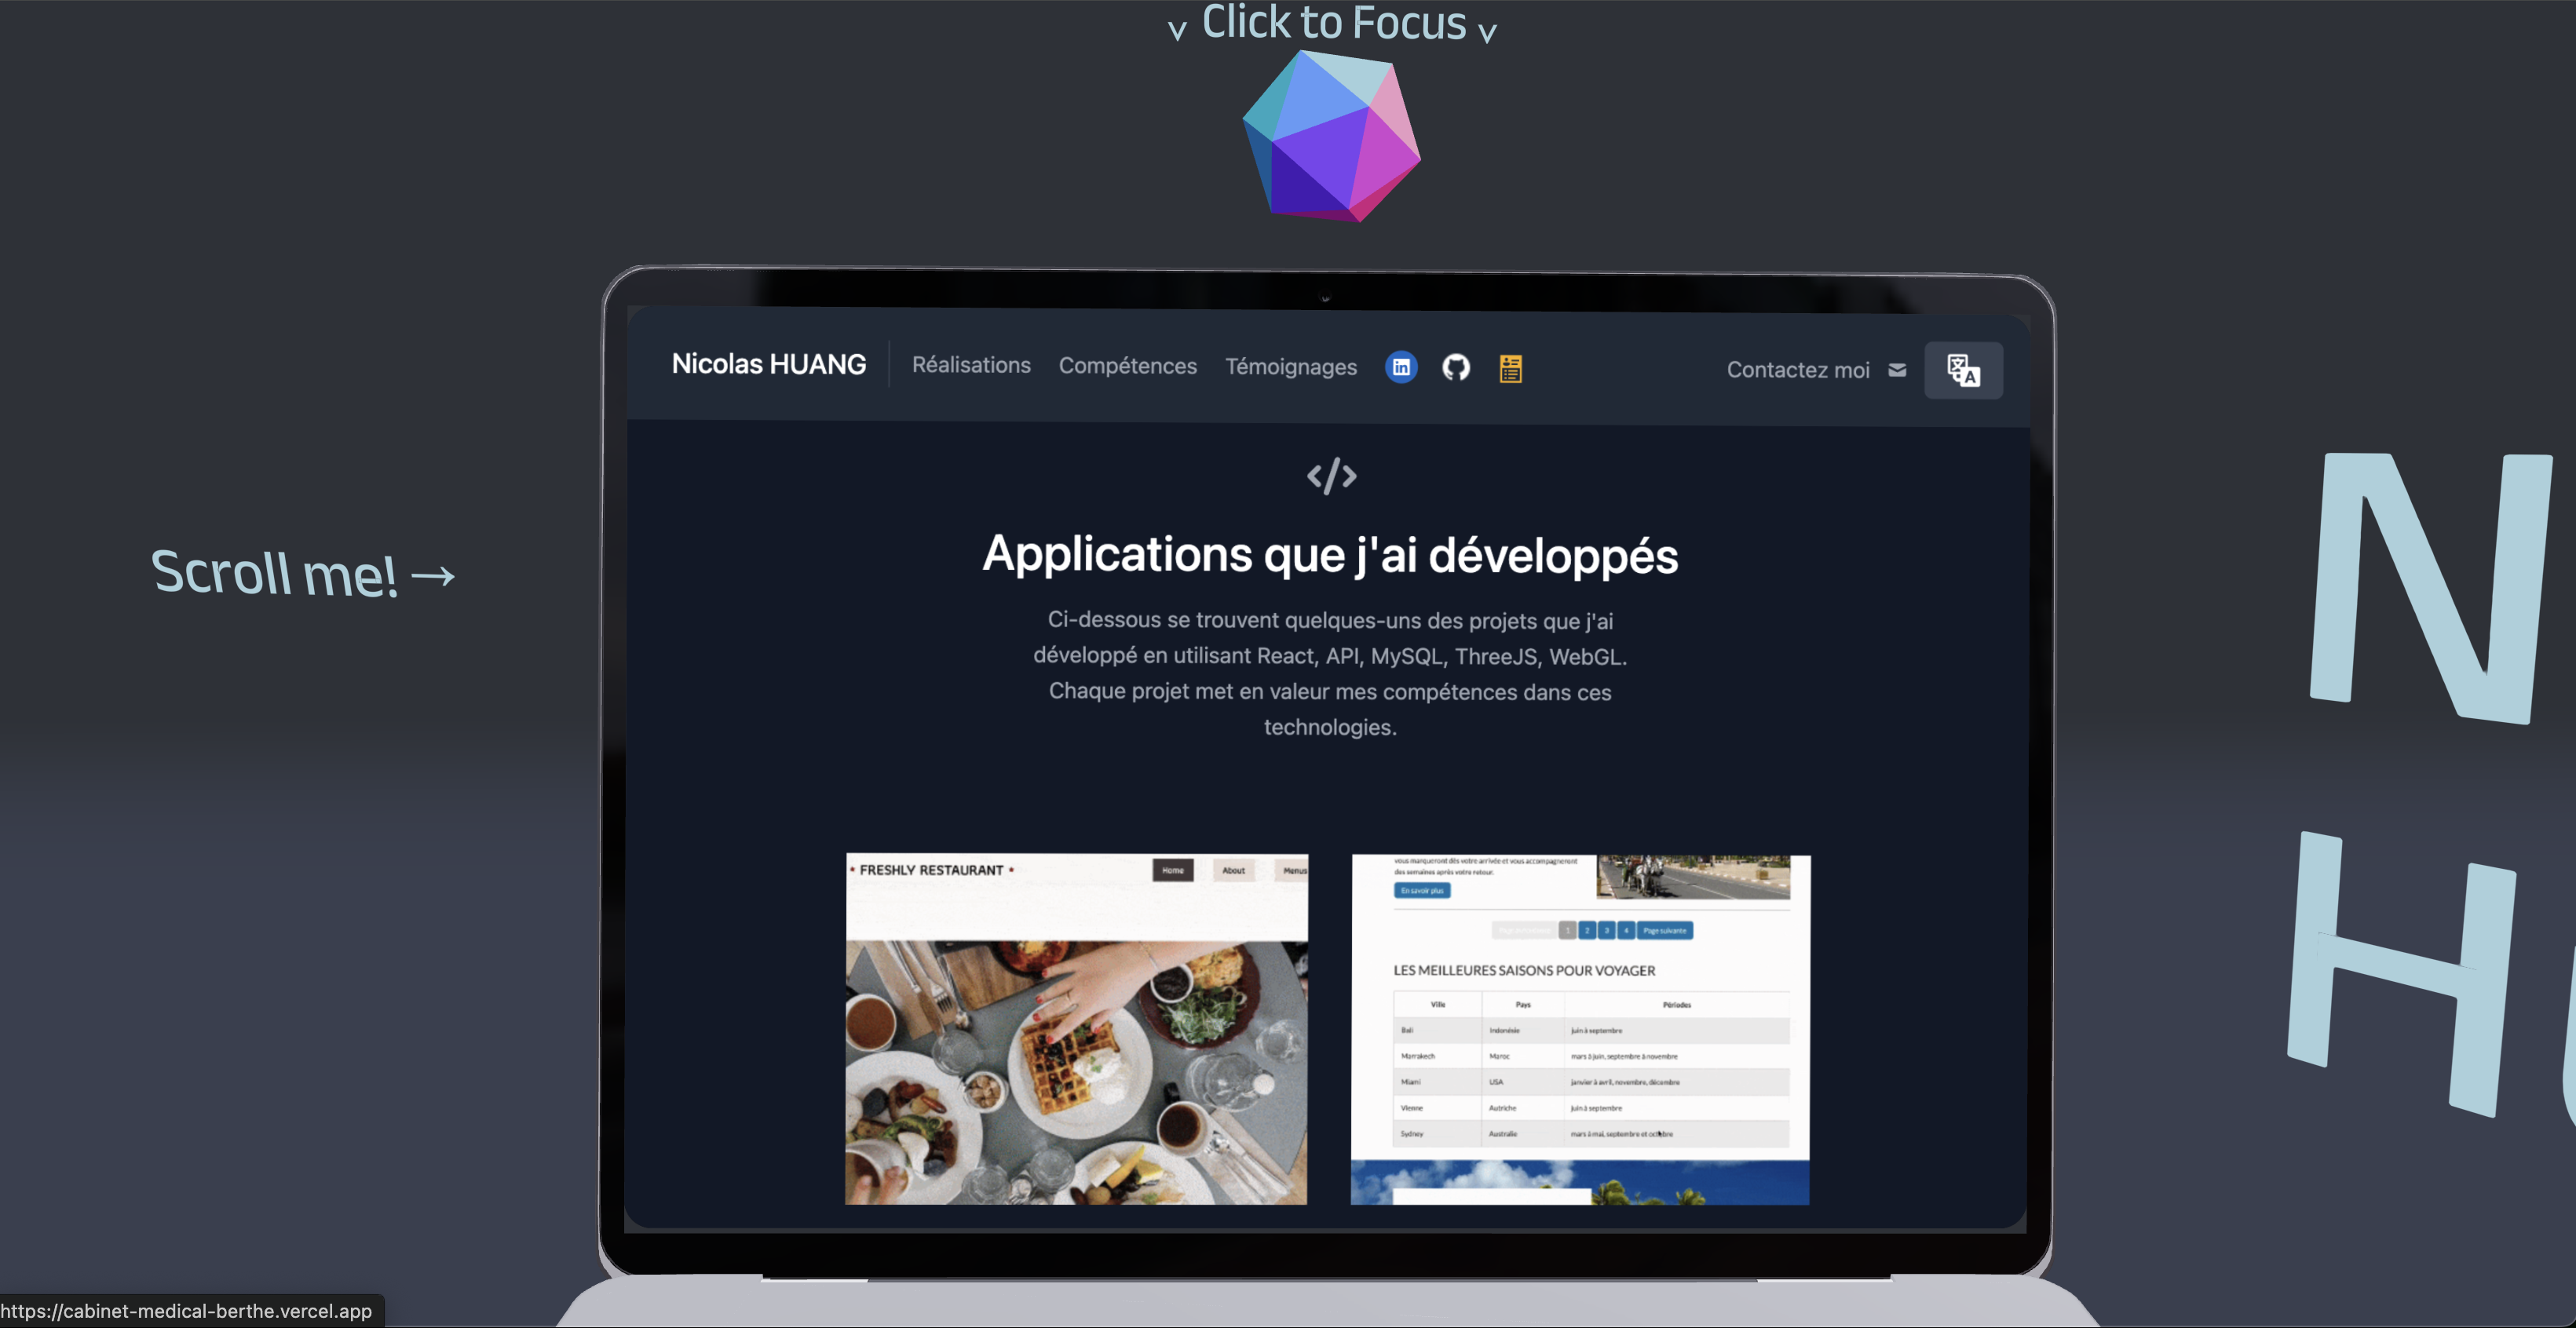 v Click to Focus v
Scroll me! →
Nicolas HUANG
Réalisations
Compétences
Témoignages
in
Contactez moi
文A
</>
Applications que j'ai développés
Ci-dessous se trouvent quelques-uns des projets que j'ai
développé en utilisant React, API, MySQL, ThreeJS, WebGL.
Chaque projet met en valeur mes compétences dans ces
technologies.
* FRESHLY RESTAURANT *
Home
About
Menus
vous marqueront dès votre arrivée et vous accompagneront
des semaines après votre retour.
En savoir plus
1 2 3 4 Page suivante
LES MEILLEURES SAISONS POUR VOYAGER
Ville Pays Périodes
Bali Indonésie juin à septembre
Marrakech Maroc mars à juin, septembre à novembre
Miami USA janvier à avril, novembre, décembre
Vienne Autriche juin à septembre
Sydney Australie mars à mai, septembre et octobre
N
H
https://cabinet-medical-berthe.vercel.app